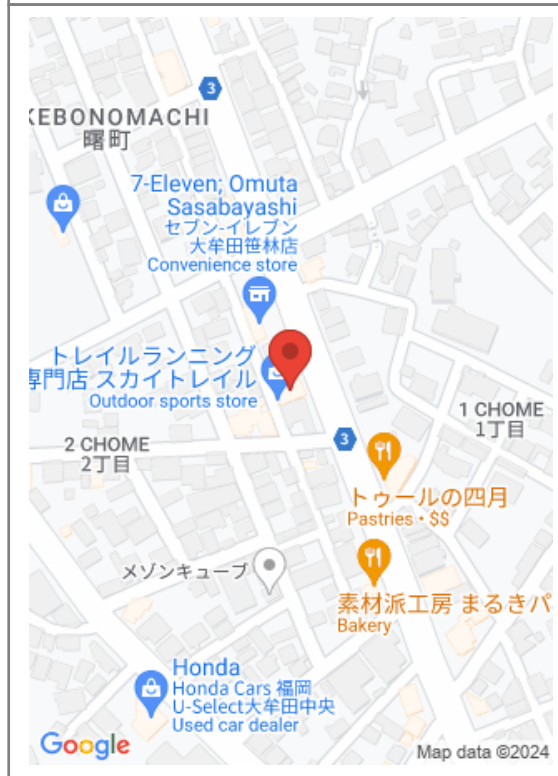 3
KEBONOMACHI
曙町
7-Eleven; Omuta
Sasabayashi
セブン-イレブン
大牟田笹林店
Convenience store
トレイルランニング
専門店 スカイトレイル
Outdoor sports store
1 CHOME
1丁目
2 CHOME
2丁目
3
トゥールの四月
Pastries • $$
メゾンキューブ
素材派工房 まるきパ
Bakery
Honda
Honda Cars 福岡
U-Select大牟田中央
Used car dealer
Google
Map data ©2024